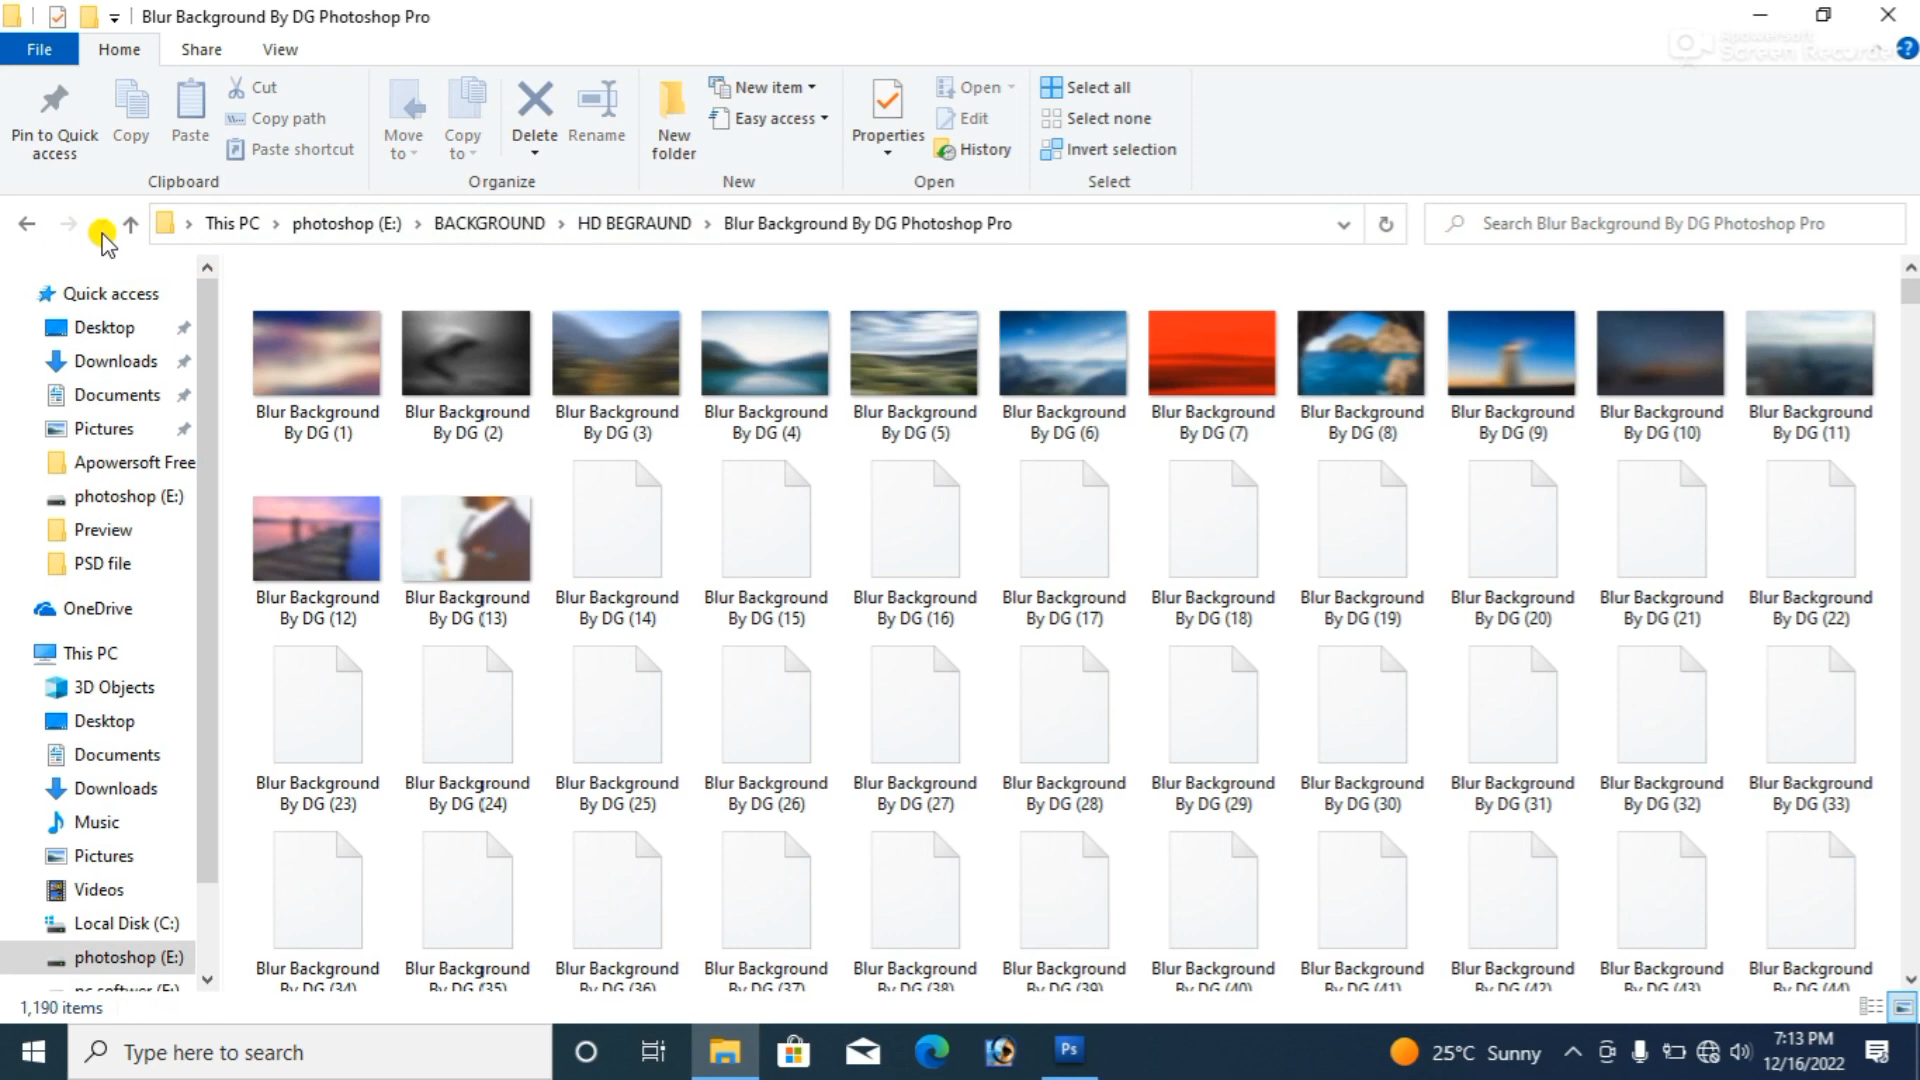 Blur Background By DG Photoshop Pro
File Home Share View
Apowersoft
Screen Recorder
Pin to Quick access
Copy
Paste
Cut
Copy path
Paste shortcut
Move to
Copy to
Delete
Rename
New folder
New item
Easy access
Properties
Open
Edit
History
Select all
Select none
Invert selection
Clipboard Organize New Open Select
This PC photoshop (E:) BACKGROUND HD BEGRAUND Blur Background By DG Photoshop Pro
Search Blur Background By DG Photoshop Pro
Quick access
Desktop
Downloads
Documents
Pictures
Apowersoft Free
photoshop (E:)
Preview
PSD file
OneDrive
This PC
3D Objects
Desktop
Documents
Downloads
Music
Pictures
Videos
Local Disk (C:)
photoshop (E:)
Blur Background By DG (1)
Blur Background By DG (2)
Blur Background By DG (3)
Blur Background By DG (4)
Blur Background By DG (5)
Blur Background By DG (6)
Blur Background By DG (7)
Blur Background By DG (8)
Blur Background By DG (9)
Blur Background By DG (10)
Blur Background By DG (11)
Blur Background By DG (12)
Blur Background By DG (13)
Blur Background By DG (14)
Blur Background By DG (15)
Blur Background By DG (16)
Blur Background By DG (17)
Blur Background By DG (18)
Blur Background By DG (19)
Blur Background By DG (20)
Blur Background By DG (21)
Blur Background By DG (22)
Blur Background By DG (23)
Blur Background By DG (24)
Blur Background By DG (25)
Blur Background By DG (26)
Blur Background By DG (27)
Blur Background By DG (28)
Blur Background By DG (29)
Blur Background By DG (30)
Blur Background By DG (31)
Blur Background By DG (32)
Blur Background By DG (33)
Blur Background By DG (34)
Blur Background By DG (35)
Blur Background By DG (36)
Blur Background By DG (37)
Blur Background By DG (38)
Blur Background By DG (39)
Blur Background By DG (40)
Blur Background By DG (41)
Blur Background By DG (42)
Blur Background By DG (43)
Blur Background By DG (44)
1,190 items
Type here to search
Ps
25°C Sunny
7:13 PM
12/16/2022